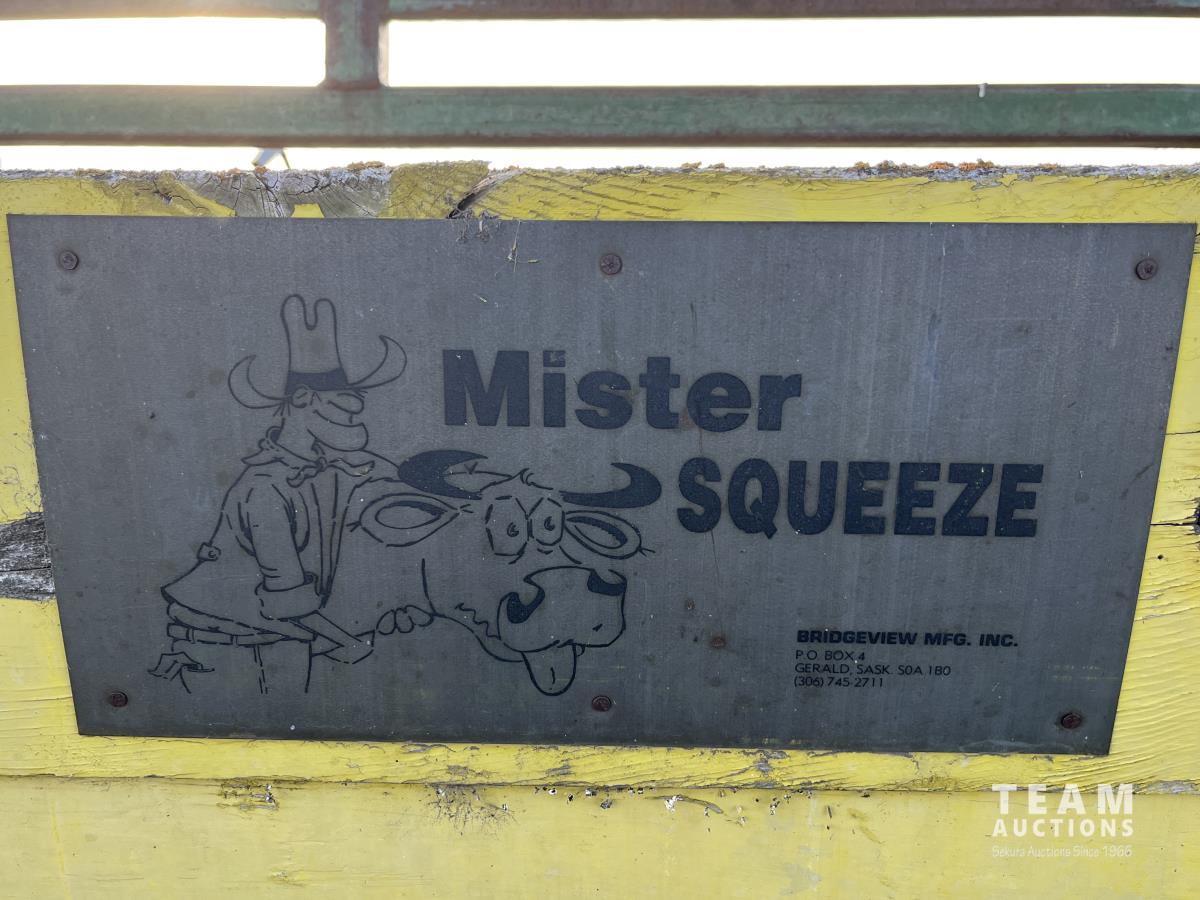 Mister
SQUEEZE
BRIDGEVIEW MFG. INC.
P.O. BOX 4
GERALD, SASK. S0A 1B0
(306) 745-2711
TEAM
AUCTIONS
Sekura Auctions Since 1966